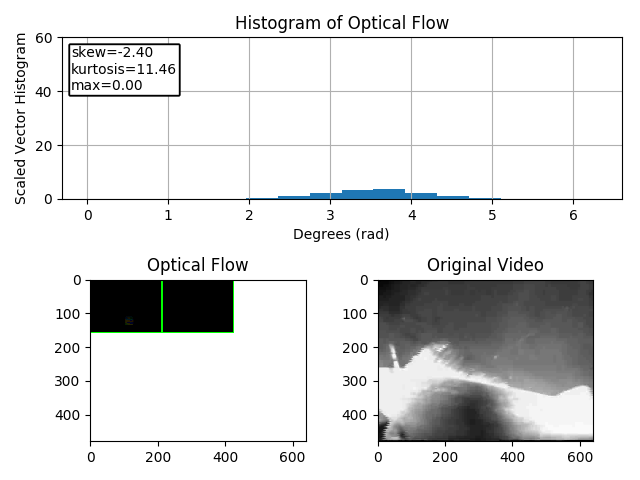 Histogram of Optical Flow
skew=-2.40
kurtosis=11.46
max=0.00
Scaled Vector Histogram
60
40
20
0
0 1 2 3 4 5 6
Degrees (rad)
Optical Flow
0
100
200
300
400
0 200 400 600
Original Video
0
100
200
300
400
0 200 400 600